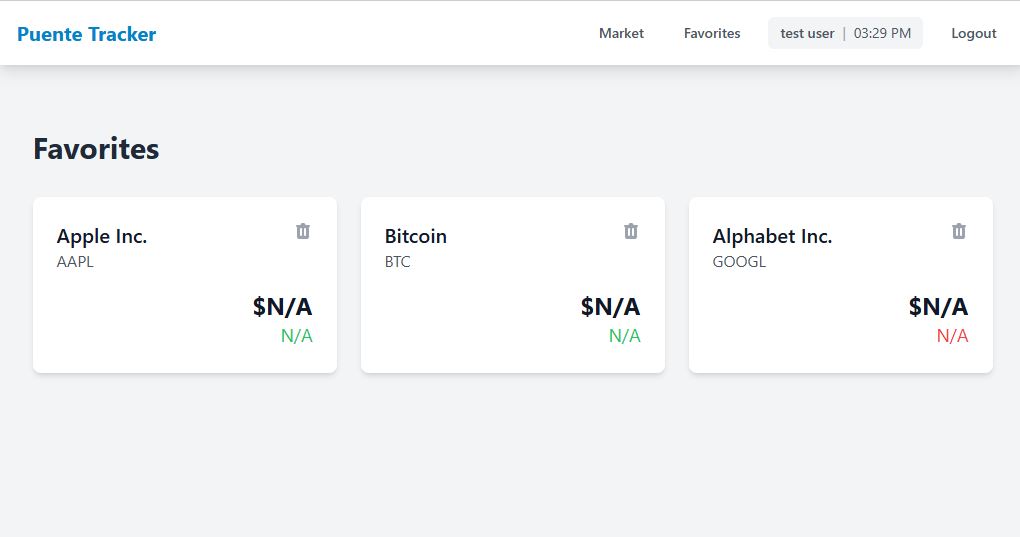 Puente Tracker
Market Favorites test user | 03:29 PM Logout
Favorites
Apple Inc.
AAPL
$N/A
N/A
Bitcoin
BTC
$N/A
N/A
Alphabet Inc.
GOOGL
$N/A
N/A